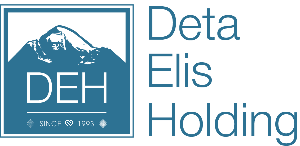 DEH
SINCE 1993
Deta
Elis
Holding